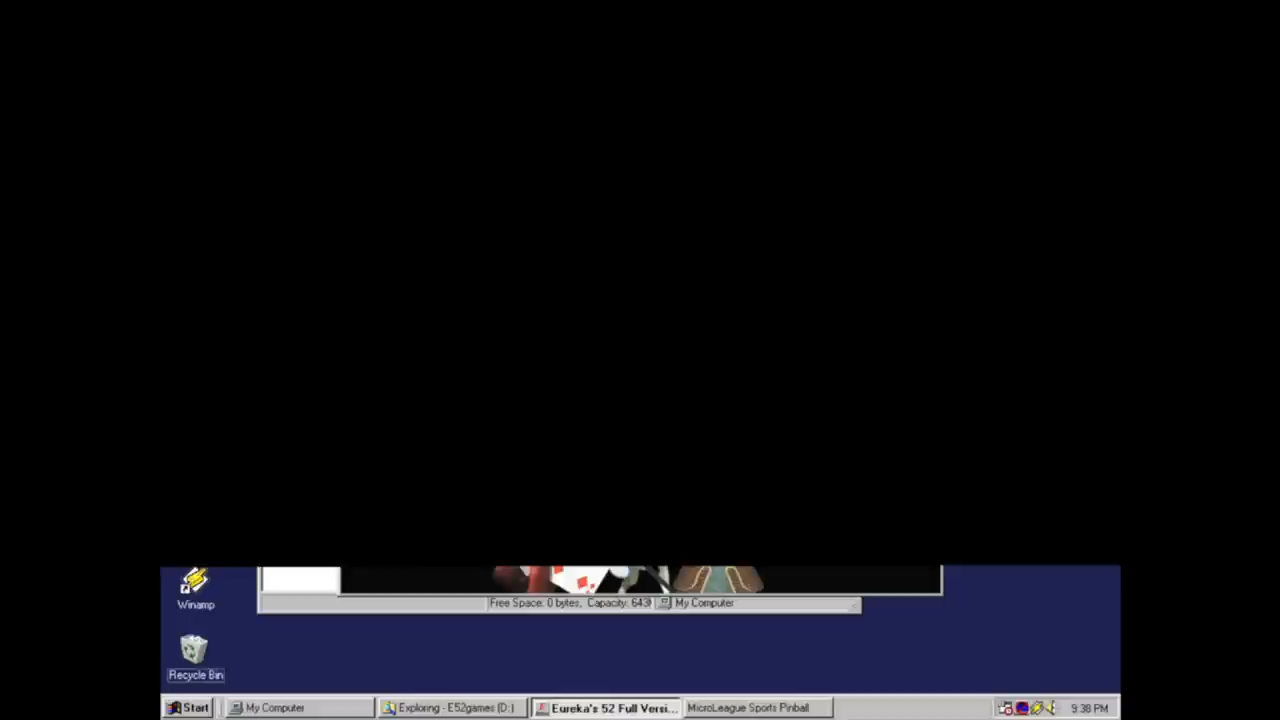 Winamp
Free Space: 0 bytes, Capacity: 643
My Computer
Recycle Bin
Start
My Computer
Exploring - E52games (D:)
Eureka's 52 Full Versi...
MicroLeague Sports Pinball
9:38 PM